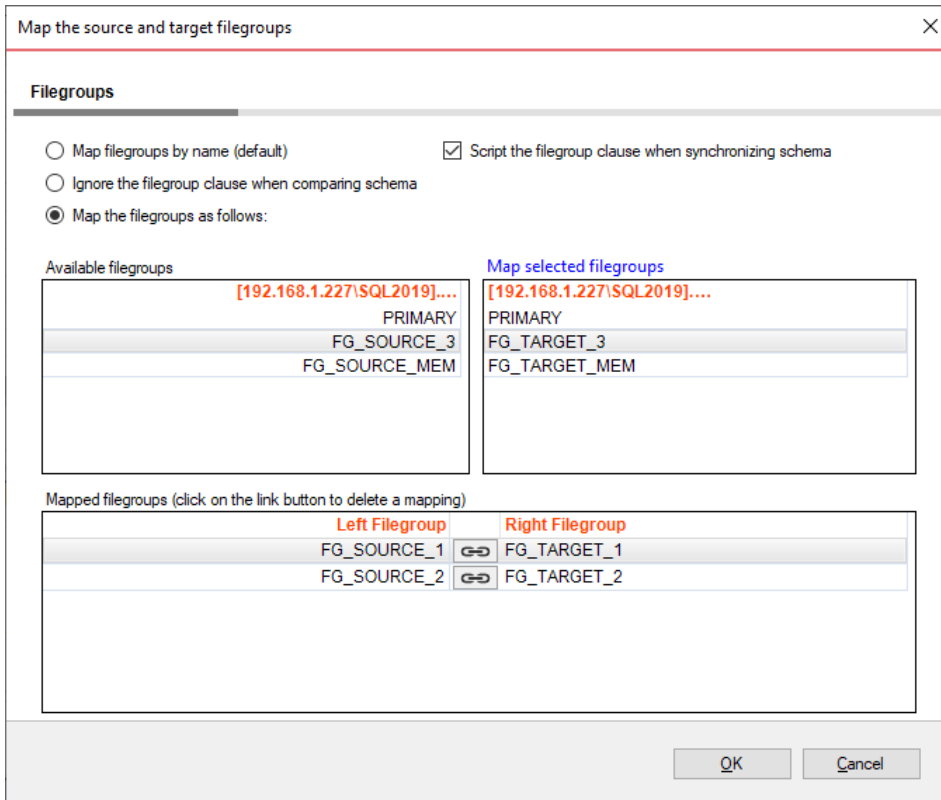 Map the source and target filegroups
Filegroups
Map filegroups by name (default)
Script the filegroup clause when synchronizing schema
Ignore the filegroup clause when comparing schema
Map the filegroups as follows:
Available filegroups
Map selected filegroups
[192.168.1.227\SQL2019]....
[192.168.1.227\SQL2019]....
PRIMARY
PRIMARY
FG_SOURCE_3
FG_TARGET_3
FG_SOURCE_MEM
FG_TARGET_MEM
Mapped filegroups (click on the link button to delete a mapping)
Left Filegroup
Right Filegroup
FG_SOURCE_1
FG_TARGET_1
FG_SOURCE_2
FG_TARGET_2
OK
Cancel